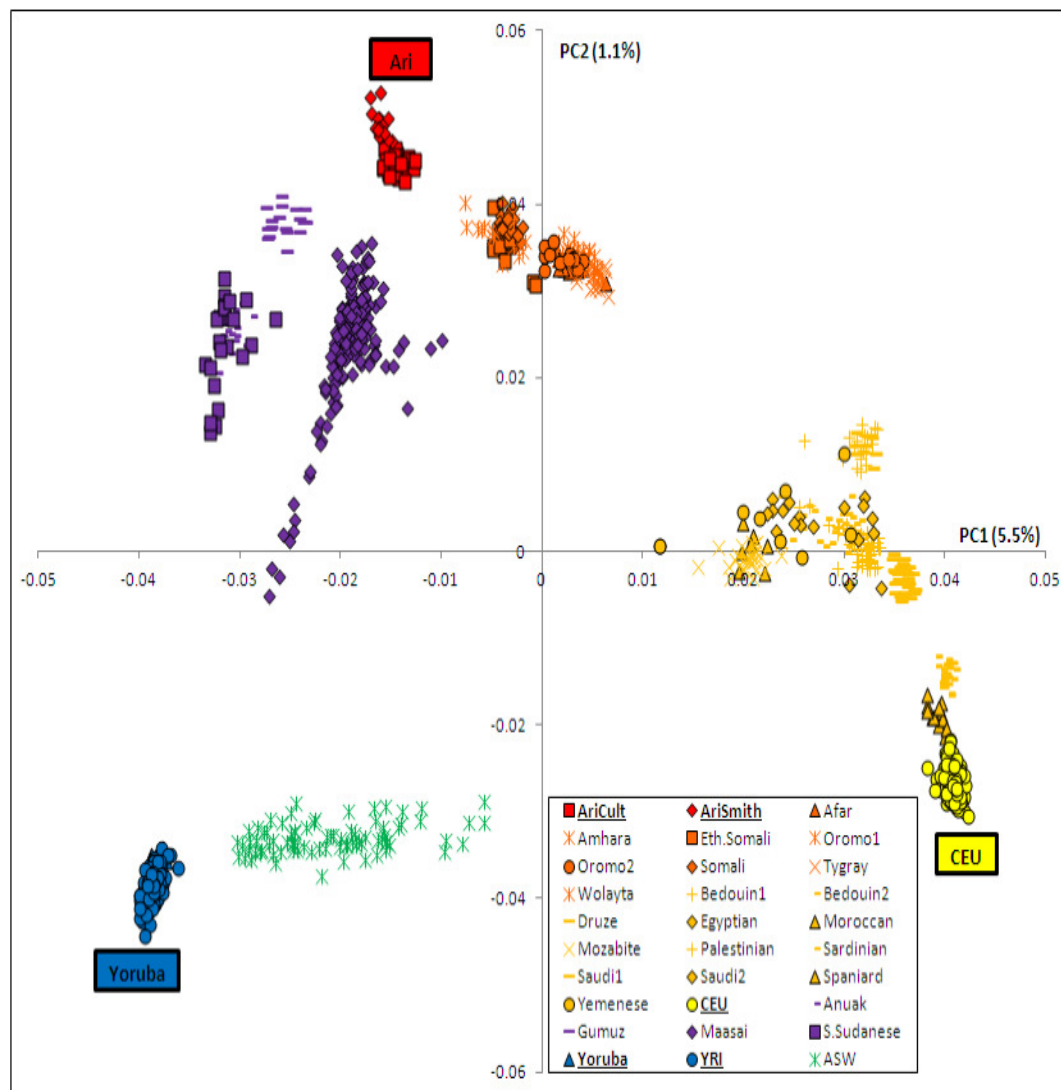 0.06
PC2 (1.1%)
Ari
0.04
0.02
PC1 (5.5%)
0
-0.05 -0.04 -0.03 -0.02 -0.01 0 0.01 0.02 0.03 0.04 0.05
-0.02
AriCult AriSmith Afar
Amhara Eth.Somali Oromo1
CEU
Oromo2 Somali Tygray
Wolayta Bedouin1 Bedouin2
-0.04
Druze Egyptian Moroccan
Mozabite Palestinian Sardinian
Yoruba
Saudi1 Saudi2 Spaniard
Yemenese CEU Anuak
Gumuz Maasai S.Sudanese
Yoruba YRI ASW
-0.06